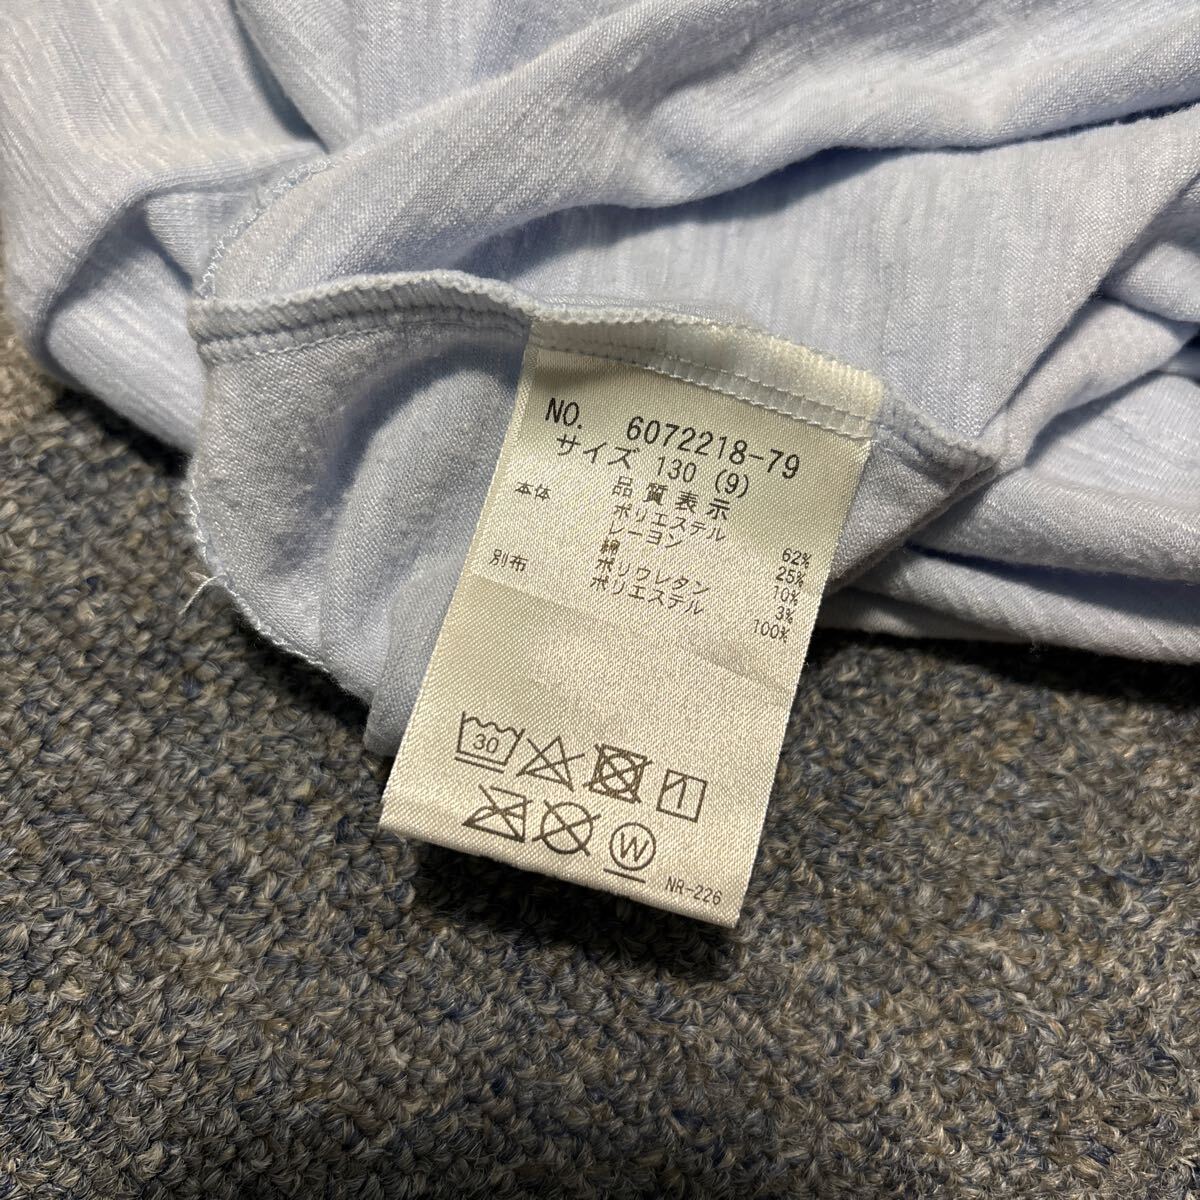 NO. 6072218-79
サイズ 130 (9)
品質表示
本体 ポリエステル 62%
レーヨン 25%
綿 10%
ポリウレタン 3%
別布 ポリエステル 100%
30
W
NR-226